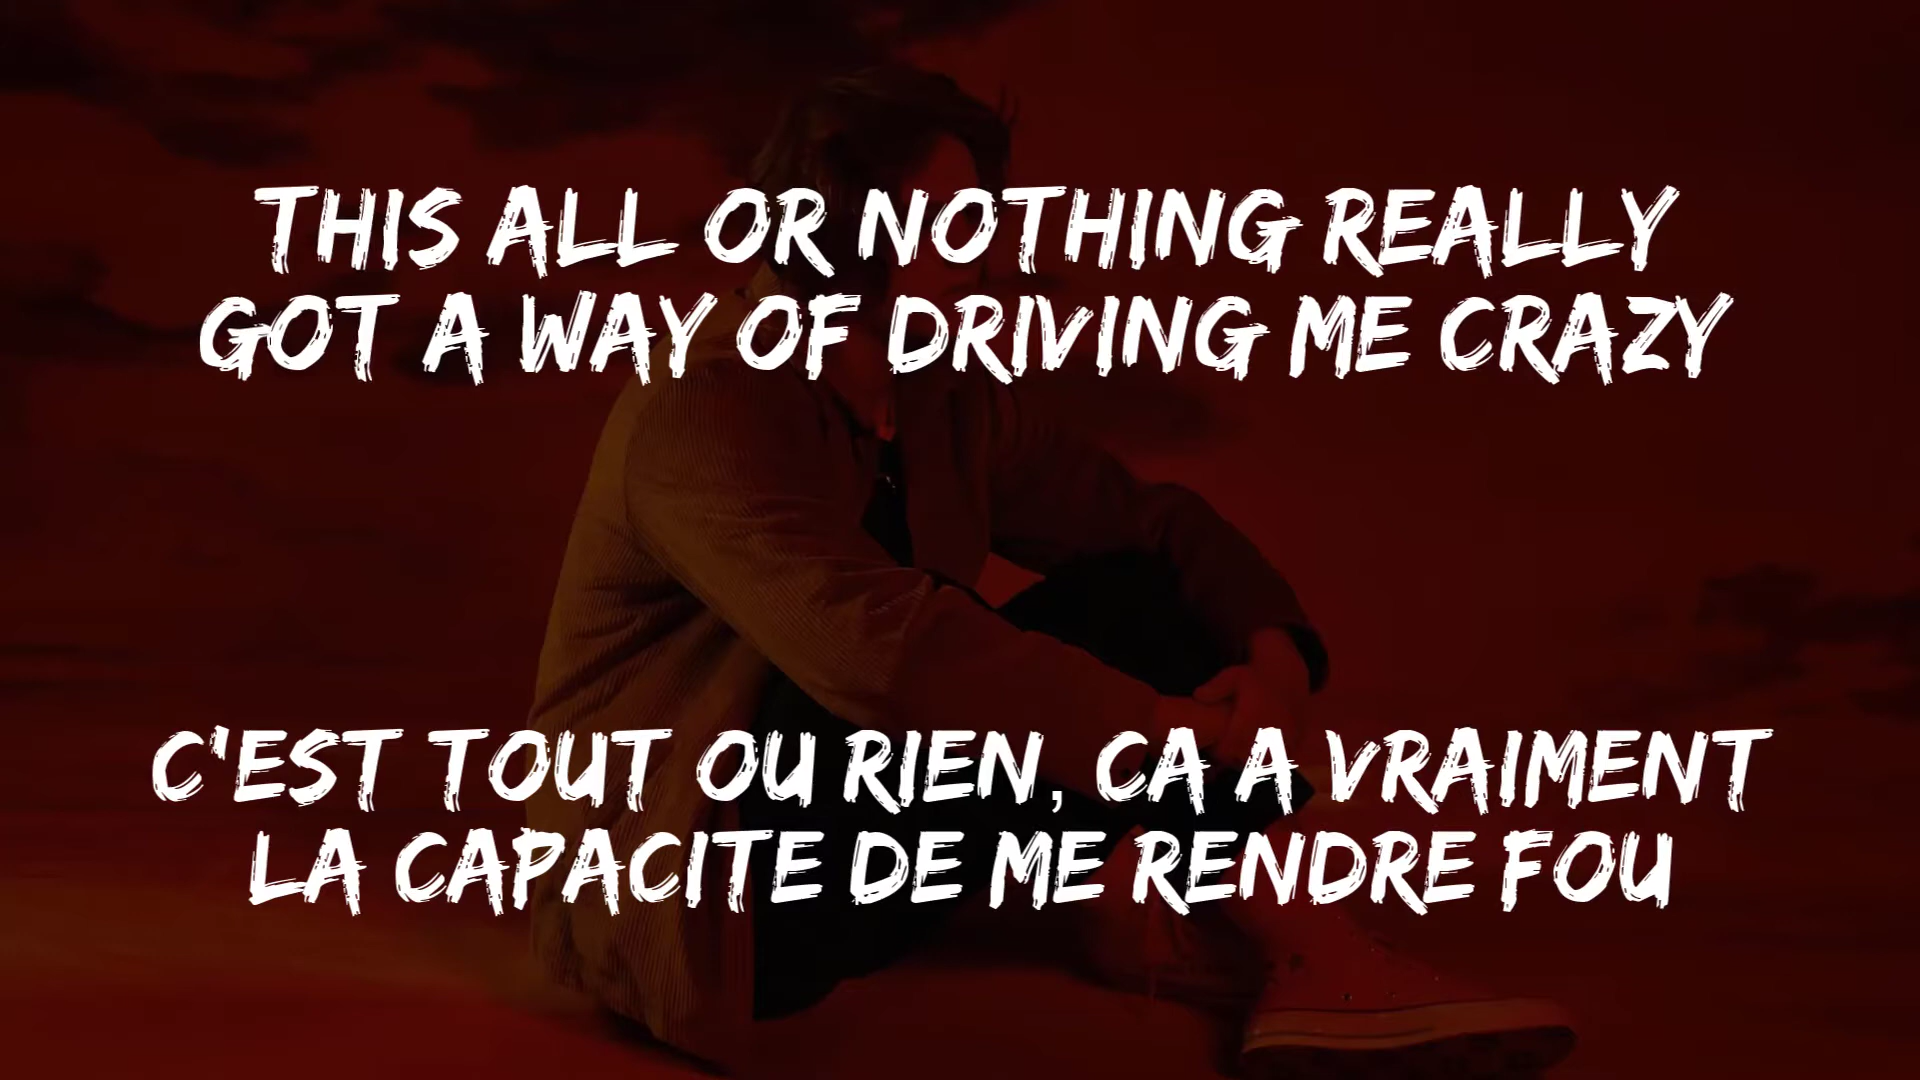 THIS ALL OR NOTHING REALLY
GOT A WAY OF DRIVING ME CRAZY
C'EST TOUT OU RIEN, CA A VRAIMENT
LA CAPACITE DE ME RENDRE FOU